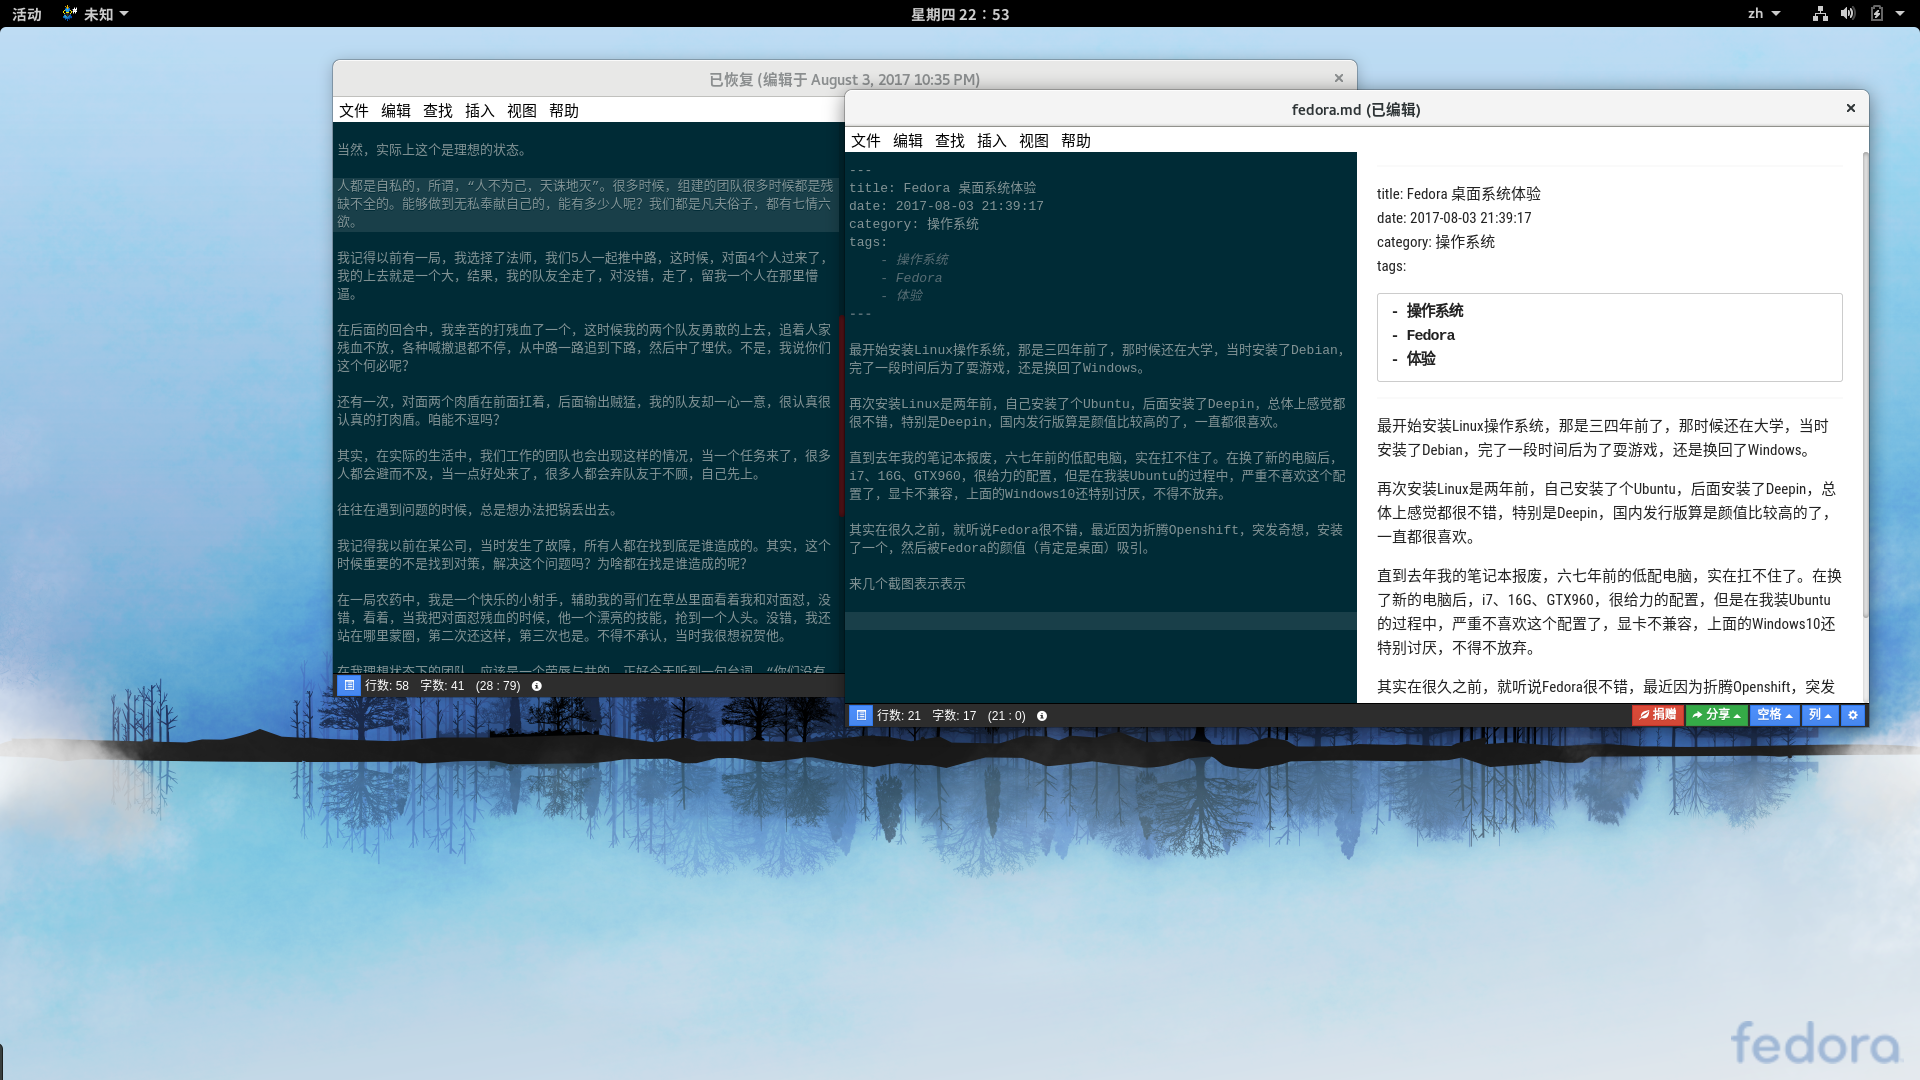 活动 未知 星期四 22：53 zh
已恢复 (编辑于 August 3, 2017 10:35 PM)
文件 编辑 查找 插入 视图 帮助
当然，实际上这个是理想的状态。
人都是自私的，所谓，“人不为己，天诛地灭”。很多时候，组建的团队很多时候都是残
缺不全的。能够做到无私奉献自己的，能有多少人呢？我们都是凡夫俗子，都有七情六
欲。
我记得以前有一局，我选择了法师，我们5人一起推中路，这时候，对面4个人过来了，
我的上去就是一个大，结果，我的队友全走了，对没错，走了，留我一个人在那里懵
逼。
在后面的回合中，我幸苦的打残血了一个，这时候我的两个队友勇敢的上去，追着人家
残血不放，各种喊撤退都不停，从中路一路追到下路，然后中了埋伏。不是，我说你们
这个何必呢？
还有一次，对面两个肉盾在前面扛着，后面输出贼猛，我的队友却一心一意，很认真很
认真的打肉盾。咱能不逗吗？
其实，在实际的生活中，我们工作的团队也会出现这样的情况，当一个任务来了，很多
人都会避而不及，当一点好处来了，很多人都会弃队友于不顾，自己先上。
往往在遇到问题的时候，总是想办法把锅丢出去。
我记得我以前在某公司，当时发生了故障，所有人都在找到底是谁造成的。其实，这个
时候重要的不是找到对策，解决这个问题吗？为啥都在找是谁造成的呢？
在一局农药中，我是一个快乐的小射手，辅助我的哥们在草丛里面看着我和对面怼，没
错，看着，当我把对面怼残血的时候，他一个漂亮的技能，抢到一个人头。没错，我还
站在哪里蒙圈，第二次还这样，第三次也是。不得不承认，当时我很想祝贺他。
在我理想状态下的团队，应该是一个荣辱与共的，正好今天听到一句台词，“你们没有
行数: 58 字数: 41 (28 : 79)
fedora.md (已编辑)
文件 编辑 查找 插入 视图 帮助
---
title: Fedora 桌面系统体验
date: 2017-08-03 21:39:17
category: 操作系统
tags:
- 操作系统
- Fedora
- 体验
---
最开始安装Linux操作系统，那是三四年前了，那时候还在大学，当时安装了Debian，
完了一段时间后为了耍游戏，还是换回了Windows。
再次安装Linux是两年前，自己安装了个Ubuntu，后面安装了Deepin，总体上感觉都
很不错，特别是Deepin，国内发行版算是颜值比较高的了，一直都很喜欢。
直到去年我的笔记本报废，六七年前的低配电脑，实在扛不住了。在换了新的电脑后，
i7、16G、GTX960，很给力的配置，但是在我装Ubuntu的过程中，严重不喜欢这个配
置了，显卡不兼容，上面的Windows10还特别讨厌，不得不放弃。
其实在很久之前，就听说Fedora很不错，最近因为折腾Openshift，突发奇想，安装
了一个，然后被Fedora的颜值（肯定是桌面）吸引。
来几个截图表示表示
title: Fedora 桌面系统体验
date: 2017-08-03 21:39:17
category: 操作系统
tags:
- 操作系统
- Fedora
- 体验
最开始安装Linux操作系统，那是三四年前了，那时候还在大学，当时
安装了Debian，完了一段时间后为了耍游戏，还是换回了Windows。
再次安装Linux是两年前，自己安装了个Ubuntu，后面安装了Deepin，总
体上感觉都很不错，特别是Deepin，国内发行版算是颜值比较高的了，
一直都很喜欢。
直到去年我的笔记本报废，六七年前的低配电脑，实在扛不住了。在换
了新的电脑后，i7、16G、GTX960，很给力的配置，但是在我装Ubuntu
的过程中，严重不喜欢这个配置了，显卡不兼容，上面的Windows10还
特别讨厌，不得不放弃。
其实在很久之前，就听说Fedora很不错，最近因为折腾Openshift，突发
行数: 21 字数: 17 (21 : 0) 捐赠 分享 空格 列
fedora